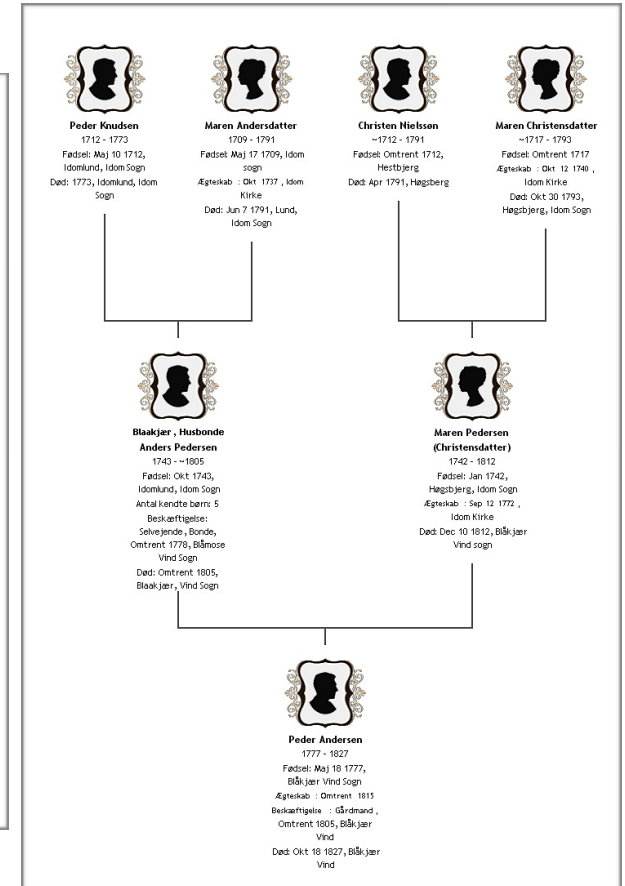 Peder Knudsen
1712 - 1773
Fødsel: Maj 10 1712,
Idomlund, Idom Sogn
Død: 1773, Idomlund, Idom
Sogn
Maren Andersdatter
1709 - 1791
Fødsel: Maj 17 1709, Idom
sogn
Ægteskab : Okt 1737 , Idom
Kirke
Død: Jun 7 1791, Lund,
Idom Sogn
Christen Nielssøn
~1712 - 1791
Fødsel: Omtrent 1712,
Hestbjerg
Død: Apr 1791, Høgsberg
Maren Christensdatter
~1717 - 1793
Fødsel: Omtrent 1717
Ægteskab : Okt 12 1740 ,
Idom Kirke
Død: Okt 30 1793,
Høgsbjerg, Idom Sogn
Blaakjær , Husbonde
Anders Pedersen
1743 - ~1805
Fødsel: Okt 1743,
Idomlund, Idom Sogn
Antal kendte børn: 5
Beskæftigelse:
Selvejende, Bonde,
Omtrent 1778, Blåmose
Vind Sogn
Død: Omtrent 1805,
Blaakjær, Vind Sogn
Maren Pedersen
(Christensdatter)
1742 - 1812
Fødsel: Jan 1742,
Høgsbjerg, Idom Sogn
Ægteskab : Sep 12 1772 ,
Idom Kirke
Død: Dec 10 1812, Blåkjær
Vind sogn
Peder Andersen
1777 - 1827
Fødsel: Maj 18 1777,
Blåkjær Vind Sogn
Ægteskab : Omtrent 1815
Beskæftigelse : Gårdmand ,
Omtrent 1805, Blåkjær
Vind
Død: Okt 18 1827, Blåkjær
Vind